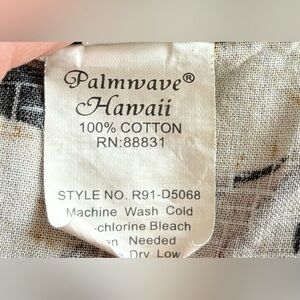 Palmwave®
Hawaii
100% COTTON
RN:88831
STYLE NO. R91-D5068
Machine Wash Cold
-chlorine Bleach
Needed
Dry Low